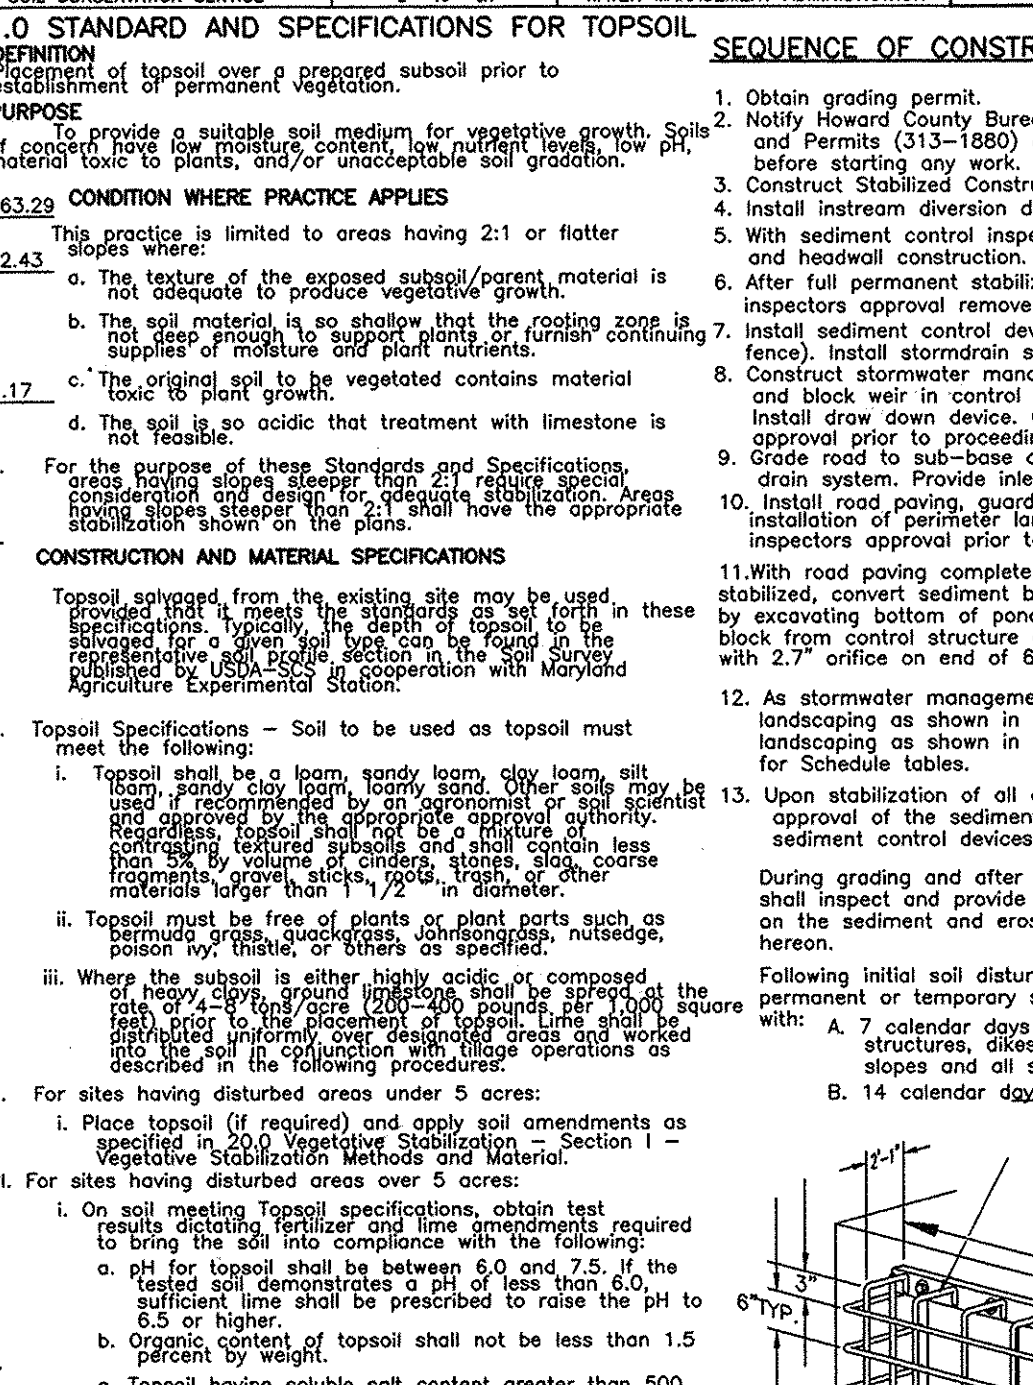 .0 STANDARD AND SPECIFICATIONS FOR TOPSOIL
DEFINITION
Placement of topsoil over a prepared subsoil prior to
establishment of permanent vegetation.
PURPOSE
To provide a suitable soil medium for vegetative growth. Soils
of concern have low moisture content, low nutrient levels, low pH,
material toxic to plants, and/or unacceptable soil gradation.
63.29
CONDITION WHERE PRACTICE APPLIES
This practice is limited to areas having 2:1 or flatter
2.43
slopes where:
a. The texture of the exposed subsoil/parent material is
not adequate to produce vegetative growth.
b. The soil material is so shallow that the rooting zone is
not deep enough to support plants or furnish continuing
supplies of moisture and plant nutrients.
.17
c. The original soil to be vegetated contains material
toxic to plant growth.
d. The soil is so acidic that treatment with limestone is
not feasible.
. For the purpose of these Standards and Specifications,
areas having slopes steeper than 2:1 require special
consideration and design for adequate stabilization. Areas
having slopes steeper than 2:1 shall have the appropriate
stabilization shown on the plans.
CONSTRUCTION AND MATERIAL SPECIFICATIONS
Topsoil salvaged from the existing site may be used
provided that it meets the standards as set forth in these
specifications. Typically, the depth of topsoil to be
salvaged for a given soil type can be found in the
representative soil profile section in the Soil Survey
published by USDA-SCS in cooperation with Maryland
Agriculture Experimental Station.
. Topsoil Specifications – Soil to be used as topsoil must
meet the following:
i. Topsoil shall be a loam, sandy loam, clay loam, silt
loam, sandy clay loam, loamy sand. Other soils may be
used if recommended by an agronomist or soil scientist
and approved by the appropriate approval authority.
Regardless, topsoil shall not be a mixture of
contrasting textured subsoils and shall contain less
than 5% by volume of cinders, stones, slag, coarse
fragments, gravel, sticks, roots, trash, or other
materials larger than 1 1/2 " in diameter.
ii. Topsoil must be free of plants or plant parts such as
bermuda grass, quackgrass, Johnsongrass, nutsedge,
poison ivy, thistle, or others as specified.
iii. Where the subsoil is either highly acidic or composed
of heavy clays, ground limestone shall be spread at the
rate of 4-8 tons/acre (200-400 pounds per 1,000 square
feet) prior to the placement of topsoil. Lime shall be
distributed uniformly over designated areas and worked
into the soil in conjunction with tillage operations as
described in the following procedures.
. For sites having disturbed areas under 5 acres:
i. Place topsoil (if required) and apply soil amendments as
specified in 20.0 Vegetative Stabilization – Section I –
Vegetative Stabilization Methods and Material.
I. For sites having disturbed areas over 5 acres:
i. On soil meeting Topsoil specifications, obtain test
results dictating fertilizer and lime amendments required
to bring the soil into compliance with the following:
a. pH for topsoil shall be between 6.0 and 7.5. If the
tested soil demonstrates a pH of less than 6.0,
sufficient lime shall be prescribed to raise the pH to
6.5 or higher.
b. Organic content of topsoil shall not be less than 1.5
percent by weight.
c. Topsoil having soluble salt content greater than 500
SEQUENCE OF CONSTR
1. Obtain grading permit.
2. Notify Howard County Bure
and Permits (313-1880)
before starting any work.
3. Construct Stabilized Constru
4. Install instream diversion d
5. With sediment control inspe
and headwall construction.
6. After full permanent stabiliz
inspectors approval remove
7. Install sediment control dev
fence). Install stormdrain s
8. Construct stormwater mana
and block weir in control
Install draw down device.
approval prior to proceedin
9. Grade road to sub-base
drain system. Provide inle
10. Install road paving, guard
installation of perimeter la
inspectors approval prior t
11.With road paving complete
stabilized, convert sediment b
by excavating bottom of pond
block from control structure
with 2.7" orifice on end of 6
12. As stormwater manageme
landscaping as shown in
landscaping as shown in
for Schedule tables.
13. Upon stabilization of all
approval of the sediment
sediment control devices
During grading and after
shall inspect and provide
on the sediment and eros
hereon.
Following initial soil distur
permanent or temporary s
with:
A. 7 calendar days
structures, dikes
slopes and all s
B. 14 calendar day
2'-1"
3"
6"TYP.